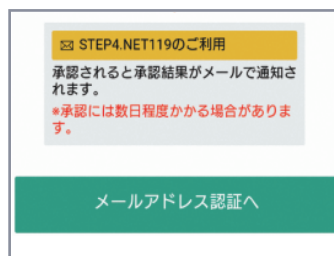 STEP4.NET119のご利用
承認されると承認結果がメールで通知さ
れます。
*承認には数日程度かかる場合がありま
す。
メールアドレス認証へ